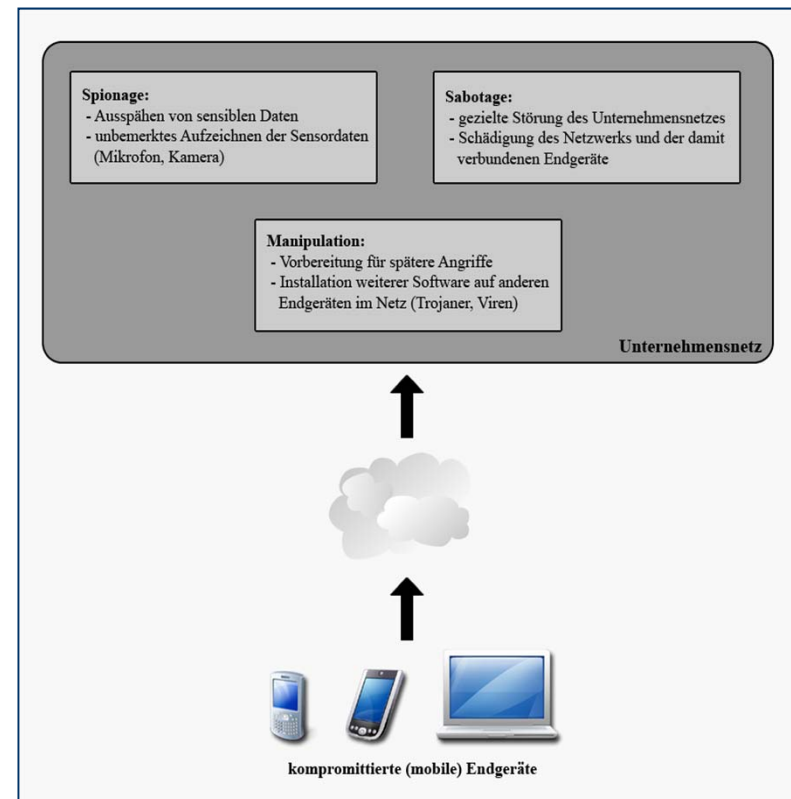 Spionage:
- Ausspähen von sensiblen Daten
- unbemerktes Aufzeichnen der Sensordaten
(Mikrofon, Kamera)
Sabotage:
- gezielte Störung des Unternehmensnetzes
- Schädigung des Netzwerks und der damit
verbundenen Endgeräte
Manipulation:
- Vorbereitung für spätere Angriffe
- Installation weiterer Software auf anderen
Endgeräten im Netz (Trojaner, Viren)
Unternehmensnetz
kompromittierte (mobile) Endgeräte